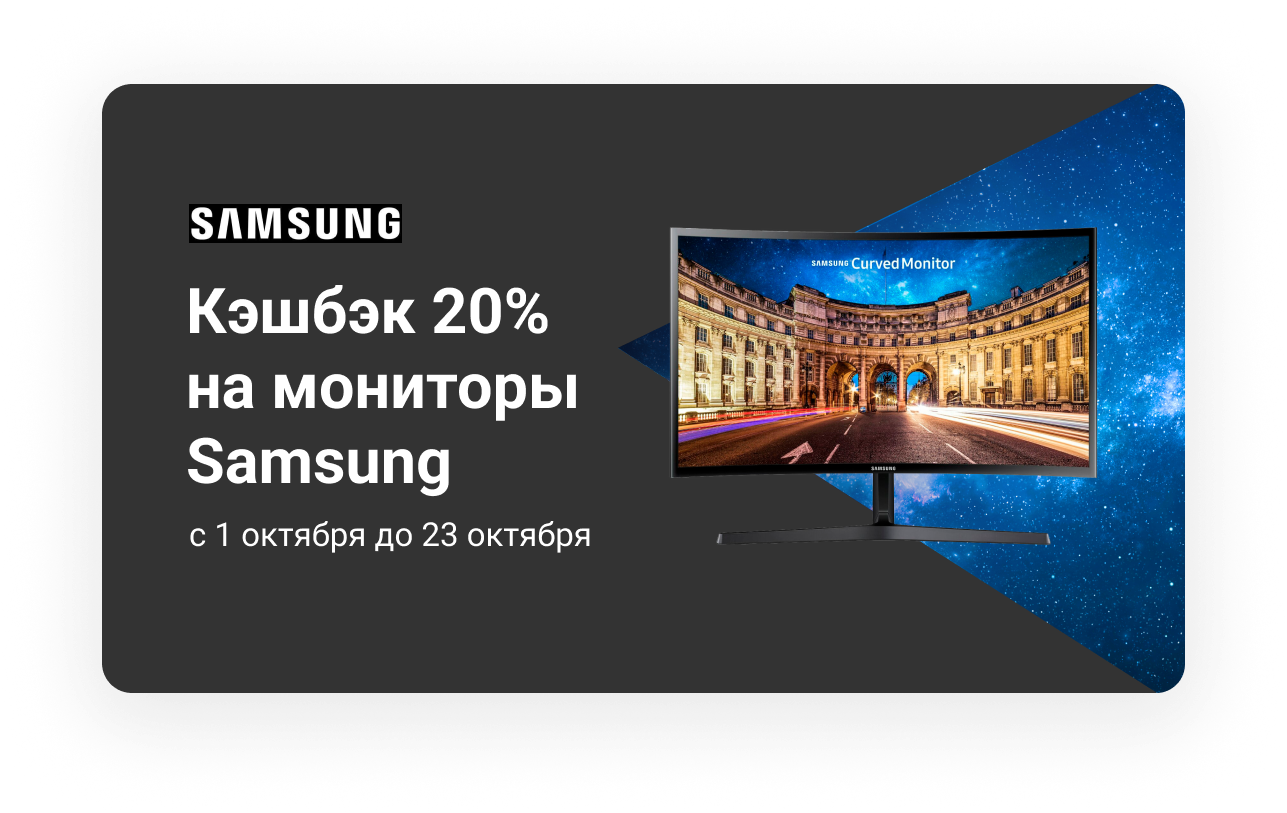 SAMSUNG
Кэшбэк 20%
на мониторы
Samsung
с 1 октября до 23 октября
SAMSUNG Curved Monitor
SAMSUNG